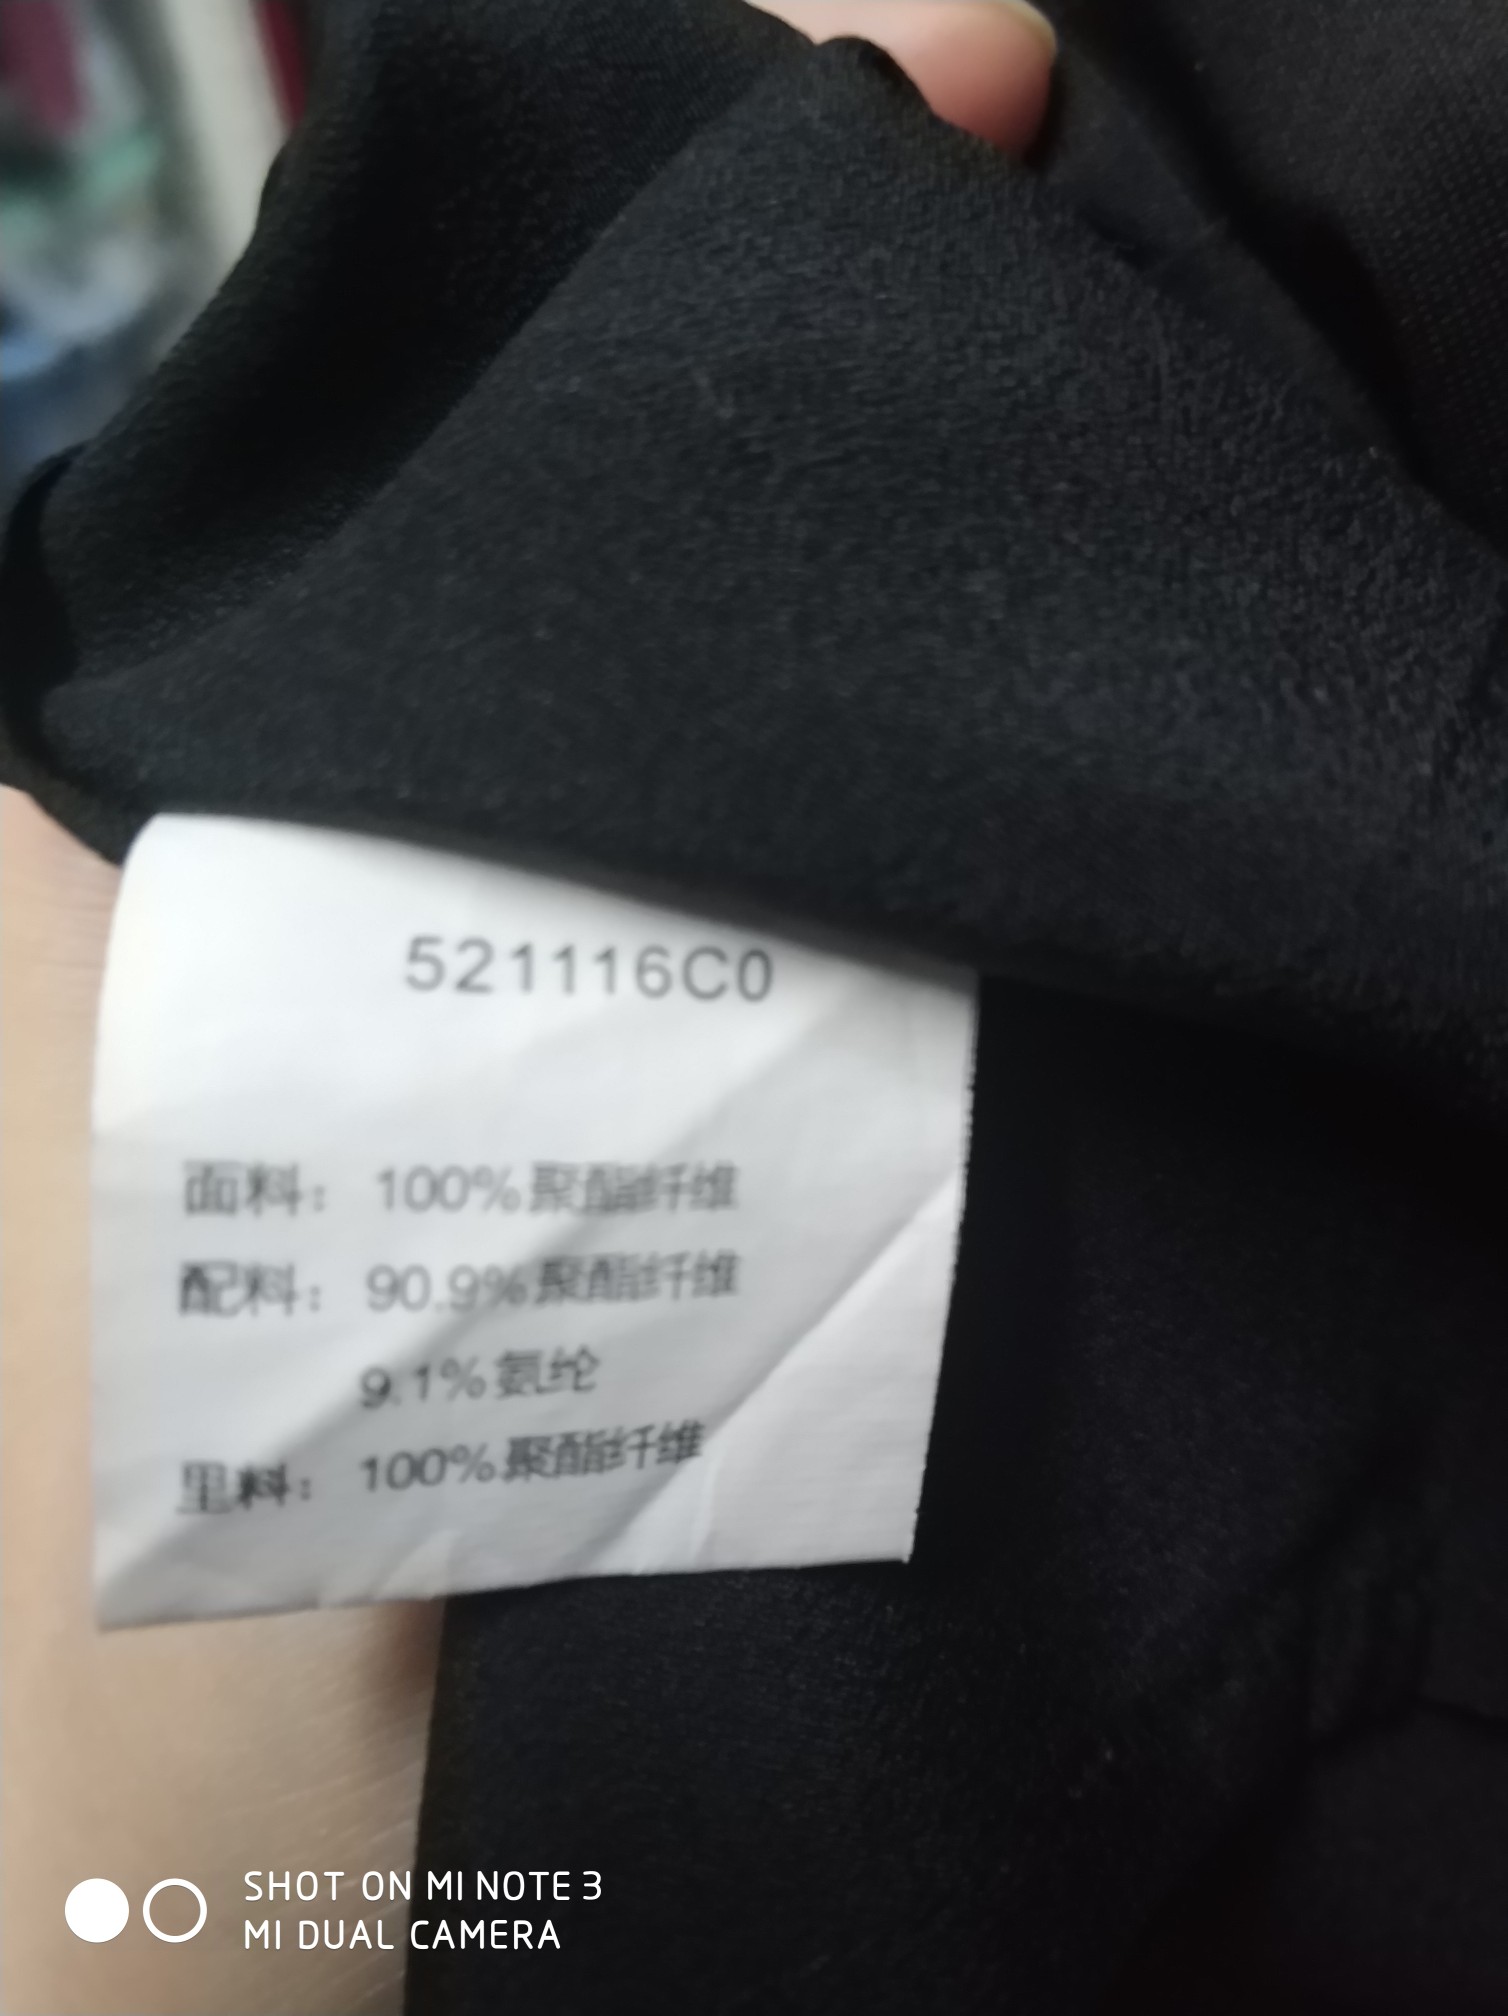 521116C0
面料： 100%聚酯纤维
配料： 90.9%聚酯纤维
9.1%氨纶
里料： 100%聚酯纤维
SHOT ON MI NOTE 3
MI DUAL CAMERA